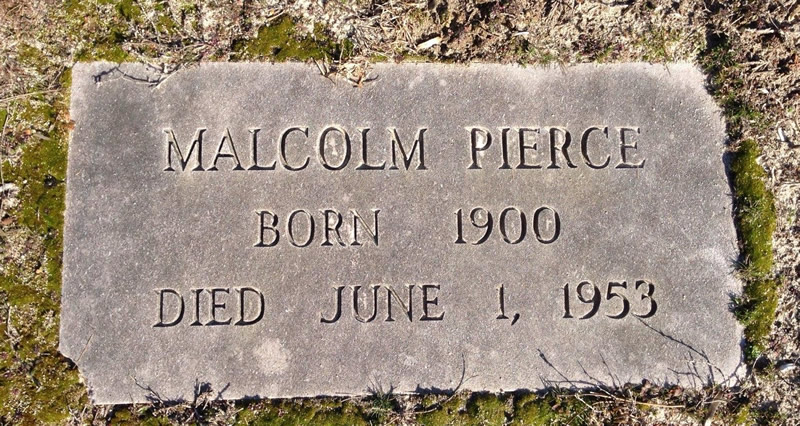 MALCOLM PIERCE
BORN 1900
DIED JUNE 1, 1953